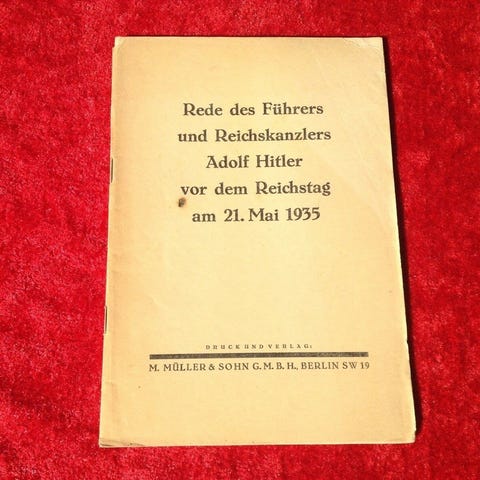 Rede des Führers
und Reichskanzlers
Adolf Hitler
vor dem Reichstag
am 21. Mai 1935
DRUCK UND VERLAG:
M. MÜLLER & SOHN G. M. B. H., BERLIN SW 19